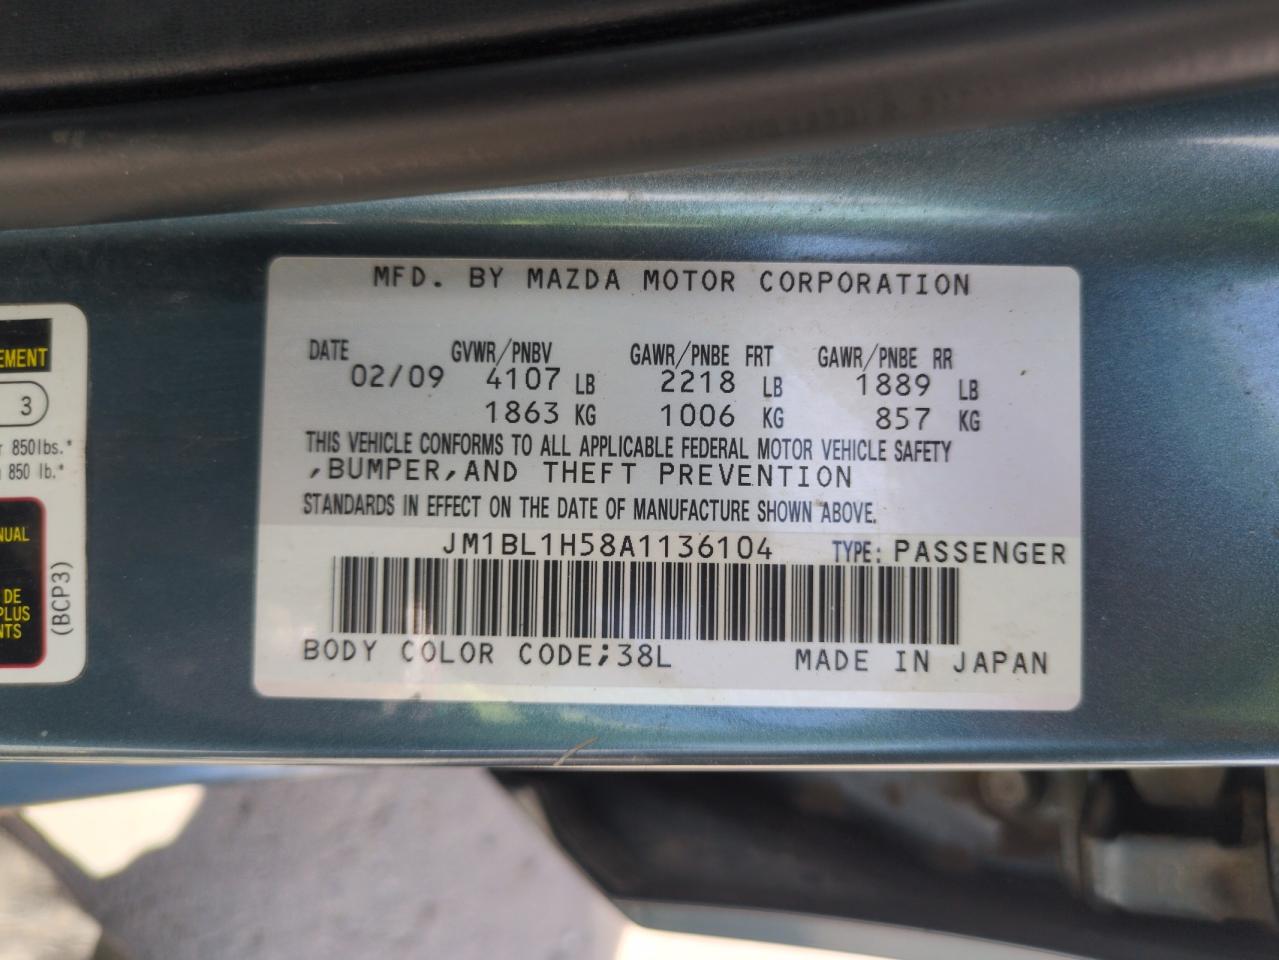 MFD. BY MAZDA MOTOR CORPORATION
DATE GVWR/PNBV GAWR/PNBE FRT GAWR/PNBE RR
02/09 4107 LB 2218 LB 1889 LB
1863 KG 1006 KG 857 KG
THIS VEHICLE CONFORMS TO ALL APPLICABLE FEDERAL MOTOR VEHICLE SAFETY
,BUMPER,AND THEFT PREVENTION
STANDARDS IN EFFECT ON THE DATE OF MANUFACTURE SHOWN ABOVE.
JM1BL1H58A1136104 TYPE: PASSENGER
BODY COLOR CODE;38L MADE IN JAPAN
EMENT
3
850lbs.*
850 lb.*
NUAL
DE
PLUS
NTS
(BCP3)